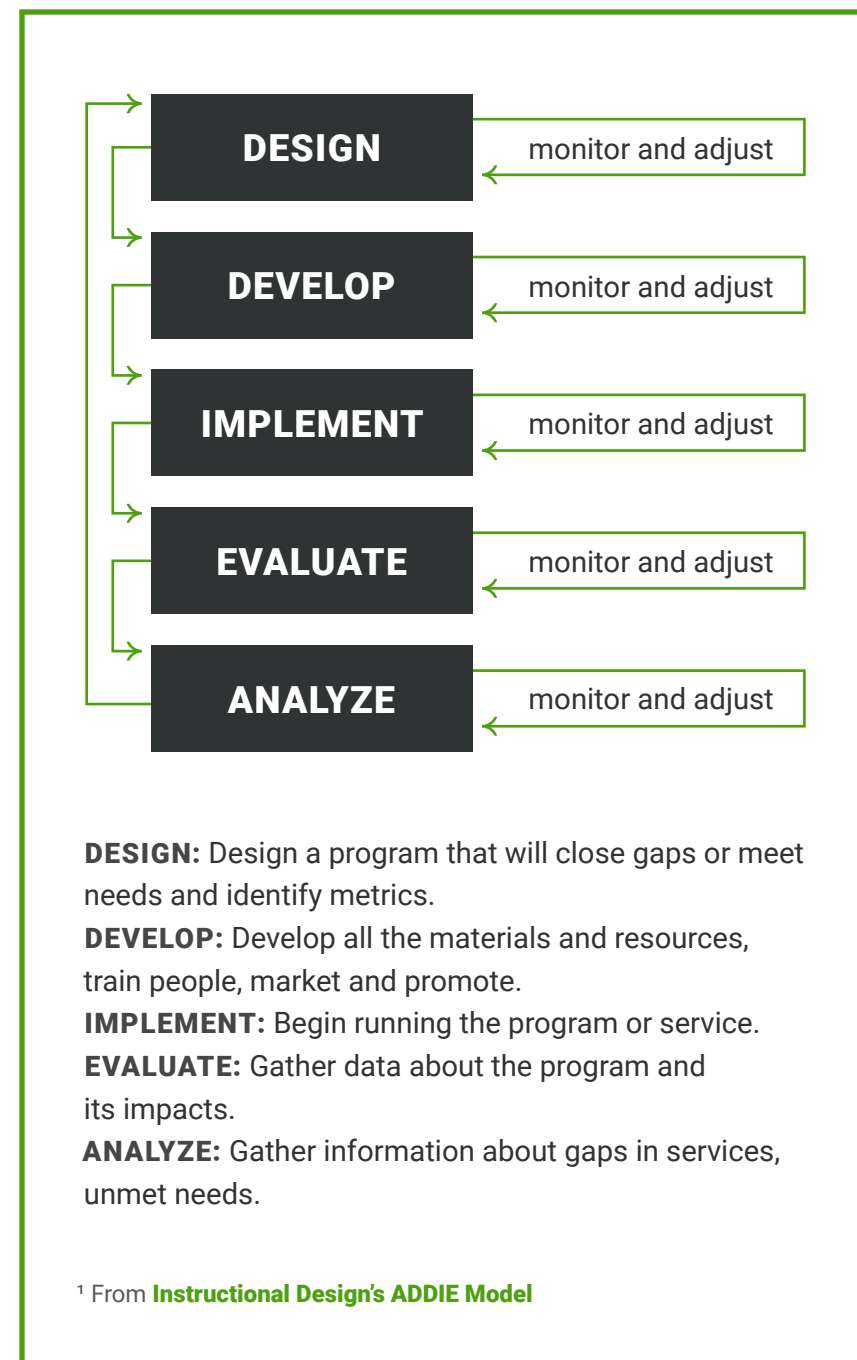 DESIGN
monitor and adjust
DEVELOP
monitor and adjust
IMPLEMENT
monitor and adjust
EVALUATE
monitor and adjust
ANALYZE
monitor and adjust
DESIGN: Design a program that will close gaps or meet
needs and identify metrics.
DEVELOP: Develop all the materials and resources,
train people, market and promote.
IMPLEMENT: Begin running the program or service.
EVALUATE: Gather data about the program and
its impacts.
ANALYZE: Gather information about gaps in services,
unmet needs.
¹ From Instructional Design’s ADDIE Model